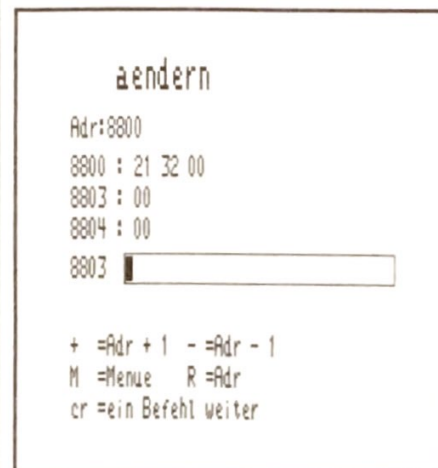 aendern
Adr:8800
8800 : 21 32 00
8803 : 00
8804 : 00
8803
+ =Adr + 1 - =Adr - 1
M =Menue R =Adr
cr =ein Befehl weiter